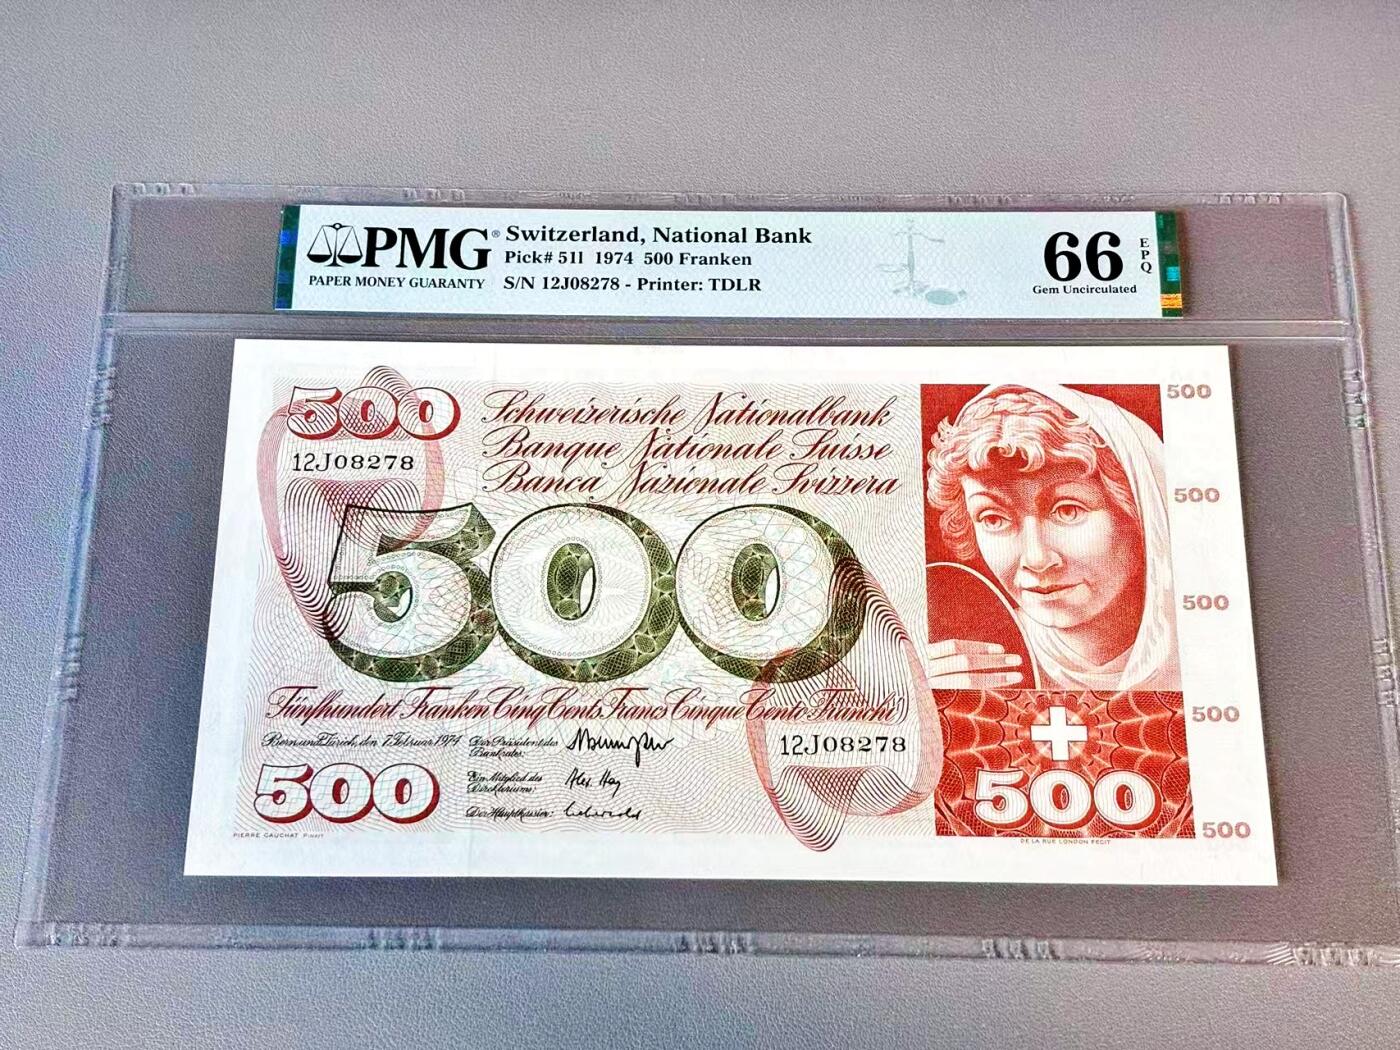 PMG®
PAPER MONEY GUARANTY
Switzerland, National Bank
Pick# 51l 1974 500 Franken
S/N 12J08278 - Printer: TDLR
66 EPQ
Gem Uncirculated
500
12J08278
Schweizerische Nationalbank
Banque Nationale Suisse
Banca Nazionale Svizzera
500
500
500
500
500
500
Fünfhundert Franken Cinq Cents Francs Cinque Cento Franchi
Bern und Zürich, den 7. Februar 1974
Der Präsident des
Bankrates:
Ein Mitglied des
Direktoriums:
Der Hauptkassier:
12J08278
500
500
PIERRE GAUCHAT PINXIT
DE LA RUE LONDON FECIT